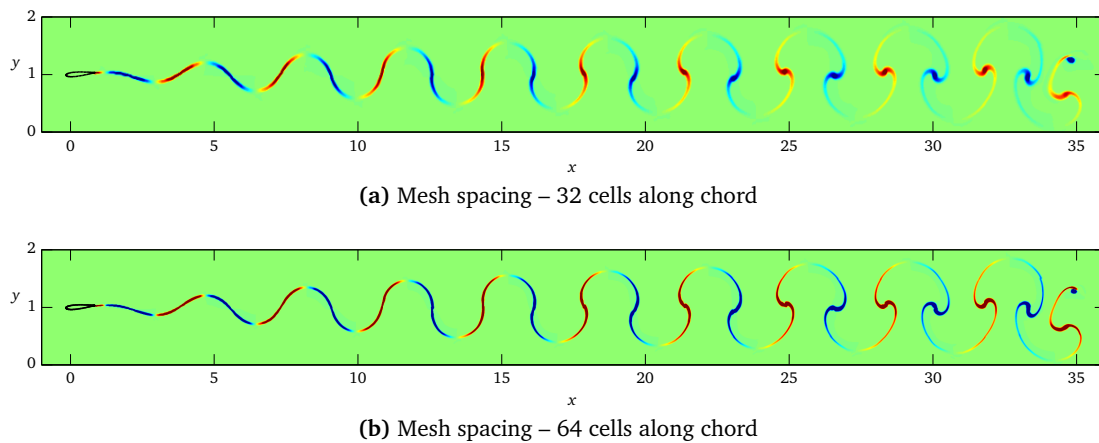 2
y 1
0
0 5 10 15 20 25 30 35
x
(a) Mesh spacing – 32 cells along chord
2
y 1
0
0 5 10 15 20 25 30 35
x
(b) Mesh spacing – 64 cells along chord